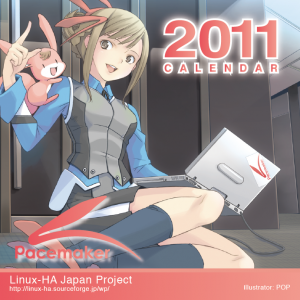 2011
CALENDAR
Pacemaker
Linux-HA Japan Project
http://linux-ha.sourceforge.jp/wp/
Illustrator: POP